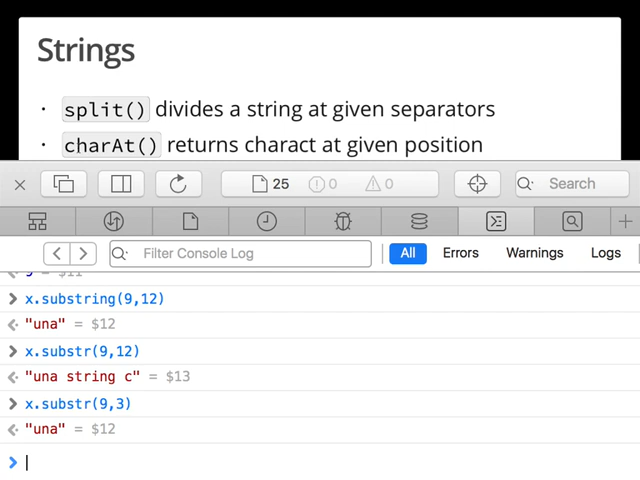 Strings
· split() divides a string at given separators
· charAt() returns charact at given position
25 0 0 Search
Filter Console Log All Errors Warnings Logs
> x.substring(9,12)
"una" = $12
> x.substr(9,12)
"una string c" = $13
> x.substr(9,3)
"una" = $12
>